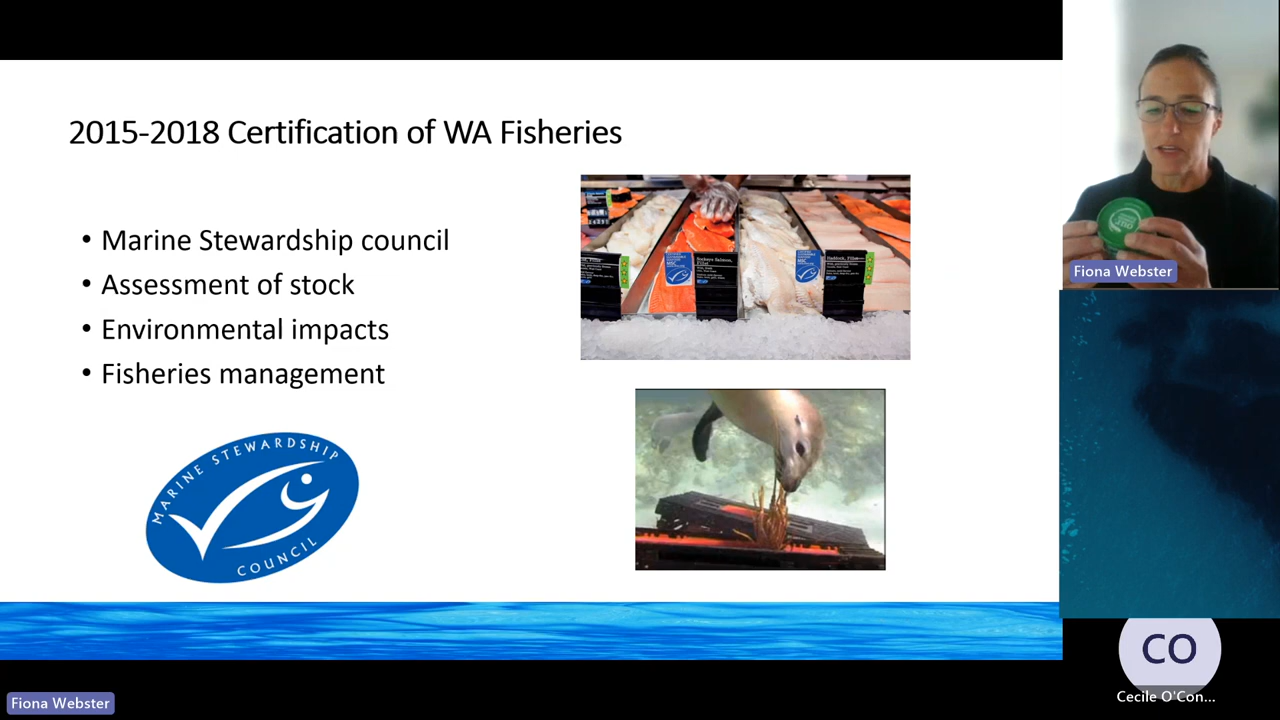 2015-2018 Certification of WA Fisheries
• Marine Stewardship council
• Assessment of stock
• Environmental impacts
• Fisheries management
MARINE STEWARDSHIP
COUNCIL
Fiona Webster
CO
Cecile O'Con...
Fiona Webster